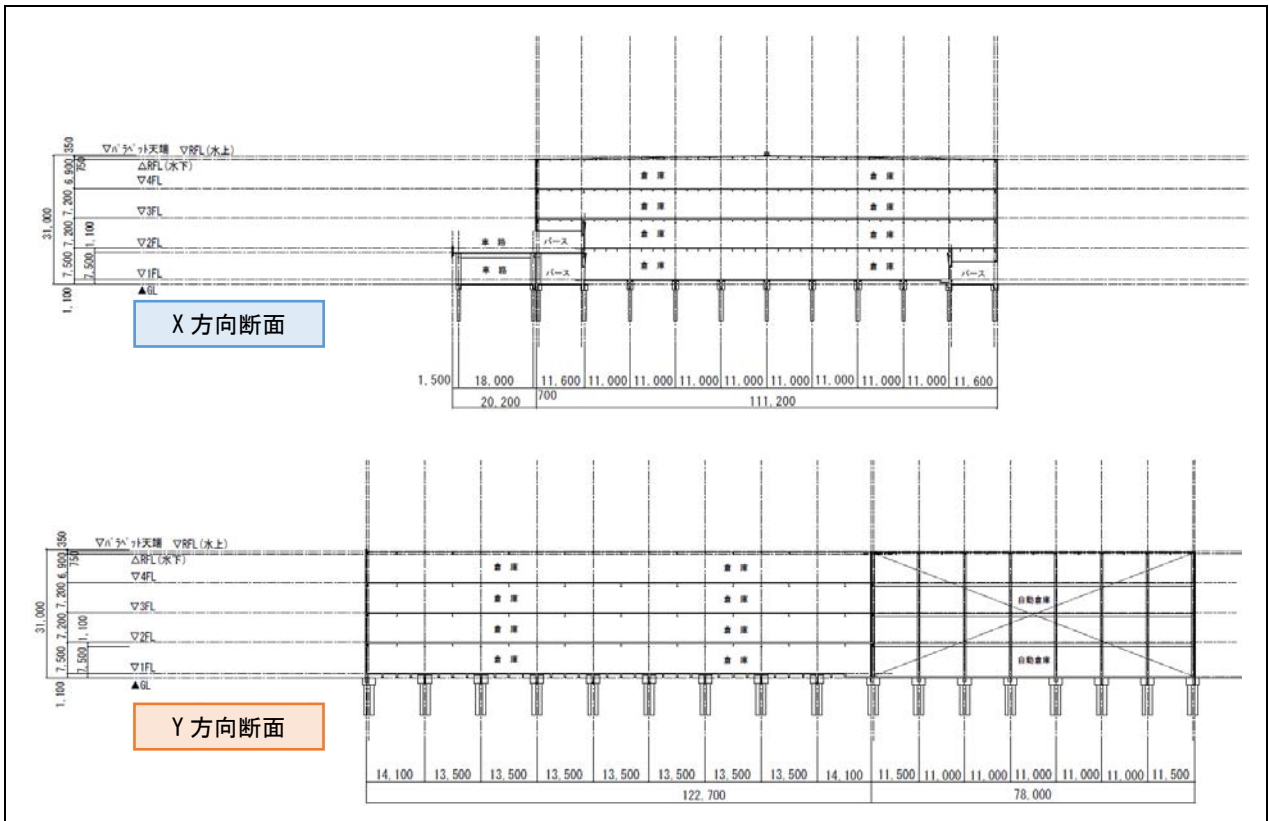 ▽パラペット天端 ▽RFL(水上)
△RFL(水下)
▽4FL
▽3FL
▽2FL
▽1FL
▲GL
350
750
6,900
7,200
7,200
1,100
7,500
7,500
31,000
1,100
倉庫 倉庫
倉庫 倉庫
倉庫 倉庫
車路 バース
車路 バース 倉庫 倉庫 バース
X 方向断面
1,500 18,000 11,600 11,000 11,000 11,000 11,000 11,000 11,000 11,000 11,000 11,600
20,200 700 111,200
▽パラペット天端 ▽RFL(水上)
△RFL(水下)
▽4FL
▽3FL
▽2FL
▽1FL
▲GL
350
750
6,900
7,200
7,200
1,100
7,500
7,500
31,000
1,100
倉庫 倉庫
倉庫 倉庫 自動倉庫
倉庫 倉庫
倉庫 倉庫 自動倉庫
Y 方向断面
14,100 13,500 13,500 13,500 13,500 13,500 13,500 13,500 14,100 11,500 11,000 11,000 11,000 11,000 11,000 11,500
122,700 78,000